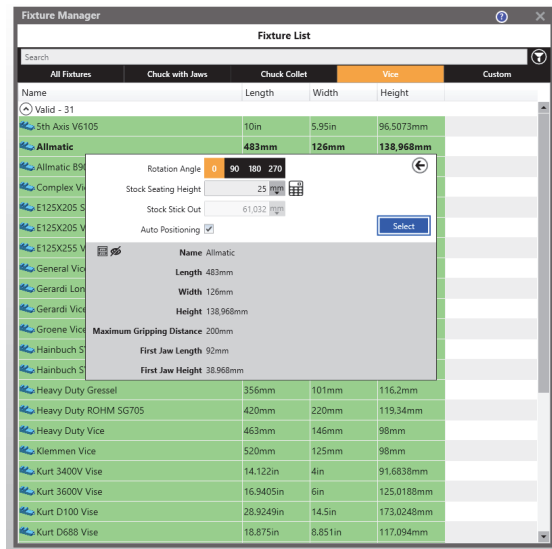 Fixture Manager
Fixture List
Search
All Fixtures Chuck with Jaws Chuck Collet Vice Custom
Name Length Width Height
Valid - 31
5th Axis V6105 10in 5.95in 96,5073mm
Allmatic 483mm 126mm 138,968mm
Allmatic B90
Rotation Angle 0 90 180 270
Complex Vi
Stock Seating Height 25 mm
E125X205 S
Stock Stick Out 61,032 mm
E125X205 V
Auto Positioning Select
E125X255 V
Name Allmatic
General Vice
Length 483mm
Gerardi Lon
Width 126mm
Gerardi Vice
Height 138,968mm
Groene Vice
Maximum Gripping Distance 200mm
Hainbuch S
First Jaw Length 92mm
Hainbuch S
First Jaw Height 38.968mm
Heavy Duty Gressel 356mm 101mm 116,2mm
Heavy Duty ROHM SG705 420mm 220mm 119,34mm
Heavy Duty Vice 463mm 146mm 98mm
Klemmen Vice 520mm 125mm 98mm
Kurt 3400V Vise 14.122in 4in 91,6838mm
Kurt 3600V Vise 16.9405in 6in 125,0188mm
Kurt D100 Vise 28.9249in 14.5in 173,0248mm
Kurt D688 Vise 18.875in 8.851in 117,094mm